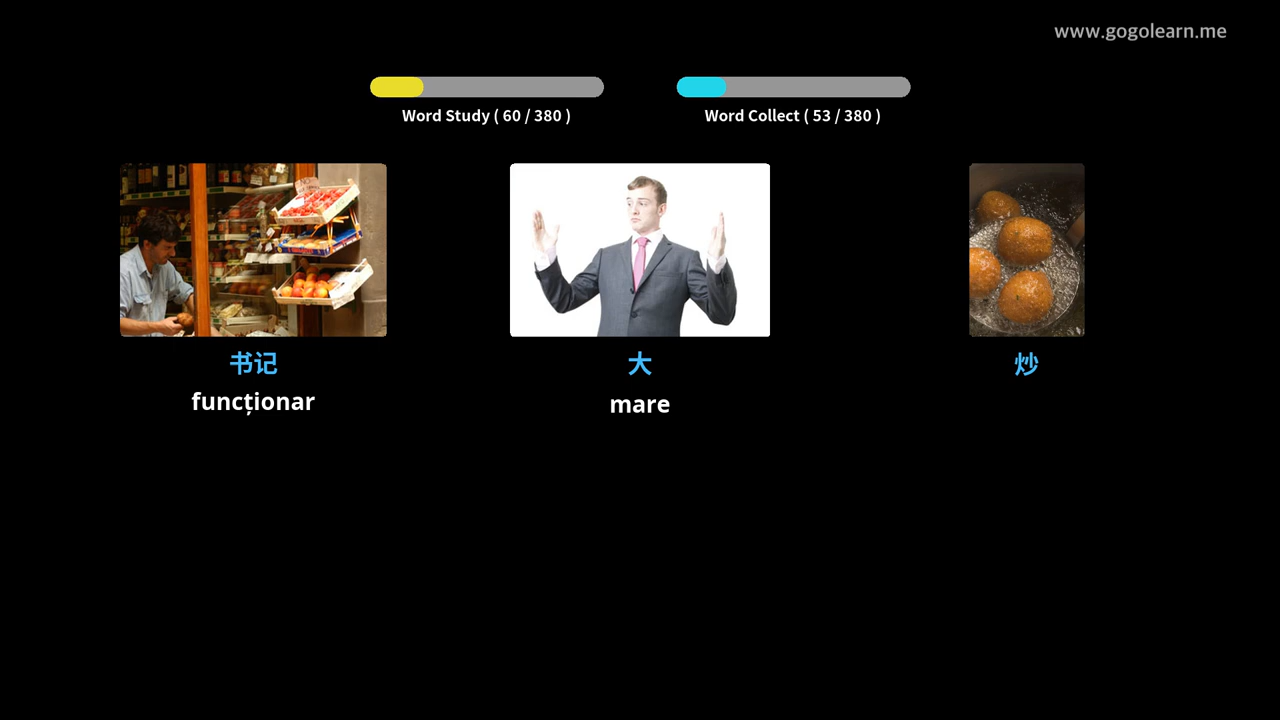 www.gogolearn.me
Word Study ( 60 / 380 )
Word Collect ( 53 / 380 )
书记
大
炒
funcționar
mare